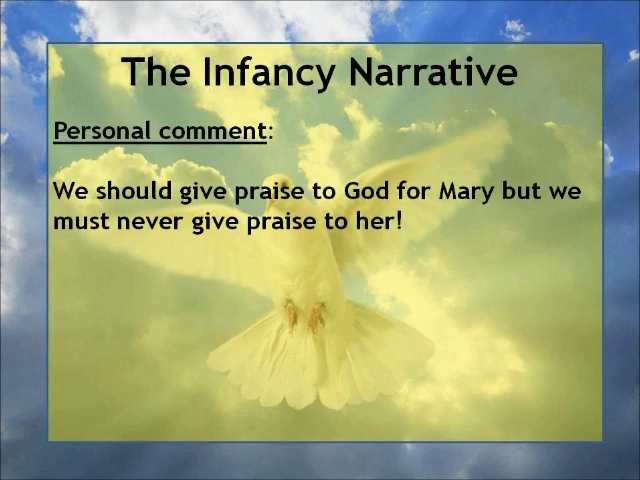 The Infancy Narrative
Personal comment:
We should give praise to God for Mary but we
must never give praise to her!